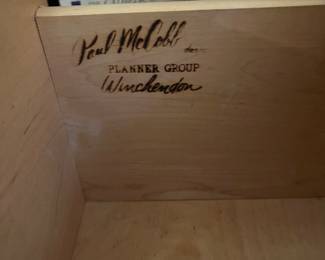 Paul McCobb
PLANNER GROUP
Winchendon